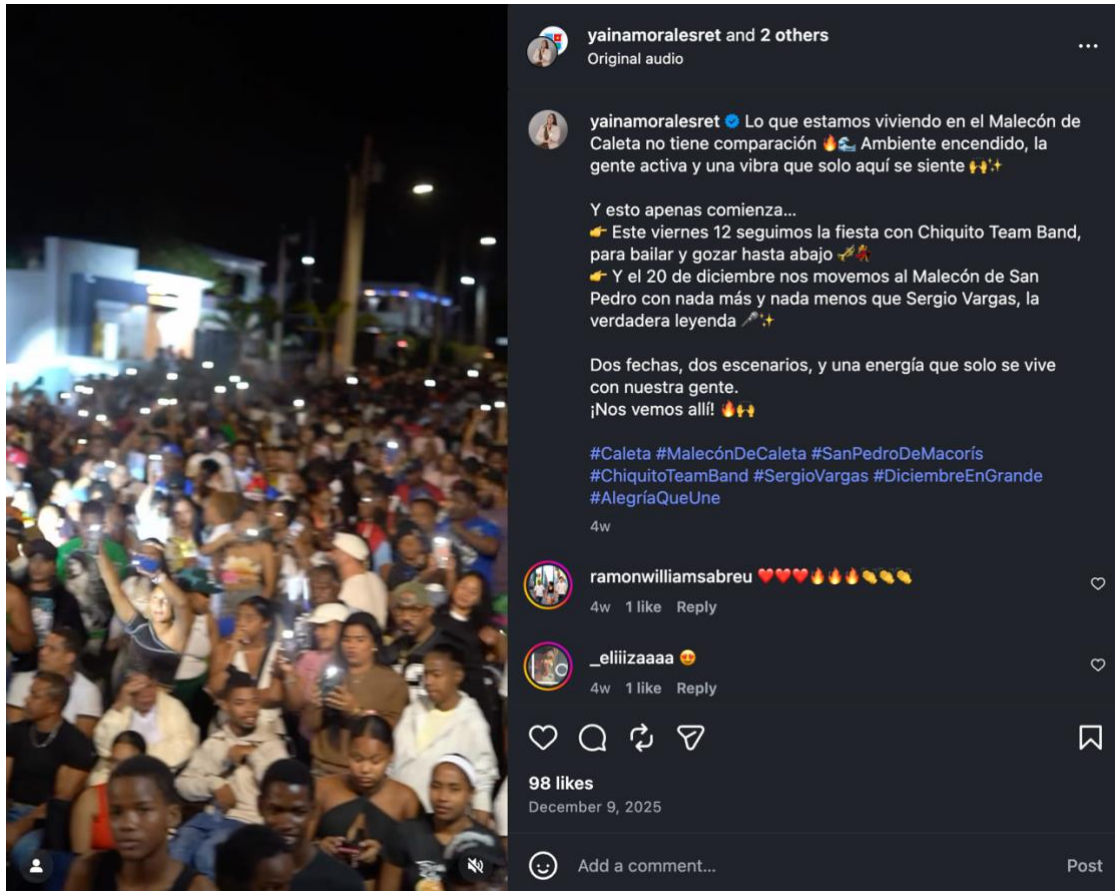 yainamoralesret and 2 others
Original audio
yainamoralesret Lo que estamos viviendo en el Malecón de
Caleta no tiene comparación 🔥🌊 Ambiente encendido, la
gente activa y una vibra que solo aquí se siente 🙌✨
Y esto apenas comienza...
👉 Este viernes 12 seguimos la fiesta con Chiquito Team Band,
para bailar y gozar hasta abajo 🎺💃
👉 Y el 20 de diciembre nos movemos al Malecón de San
Pedro con nada más y nada menos que Sergio Vargas, la
verdadera leyenda 🎤✨
Dos fechas, dos escenarios, y una energía que solo se vive
con nuestra gente.
¡Nos vemos allí! 🔥🙌
#Caleta #MalecónDeCaleta #SanPedroDeMacorís
#ChiquitoTeamBand #SergioVargas #DiciembreEnGrande
#AlegríaQueUne
4w
ramonwilliamsabreu ❤️❤️❤️🔥🔥🔥👏👏👏
4w 1 like Reply
_eliiizaaaa 😍
4w 1 like Reply
98 likes
December 9, 2025
Add a comment...
Post